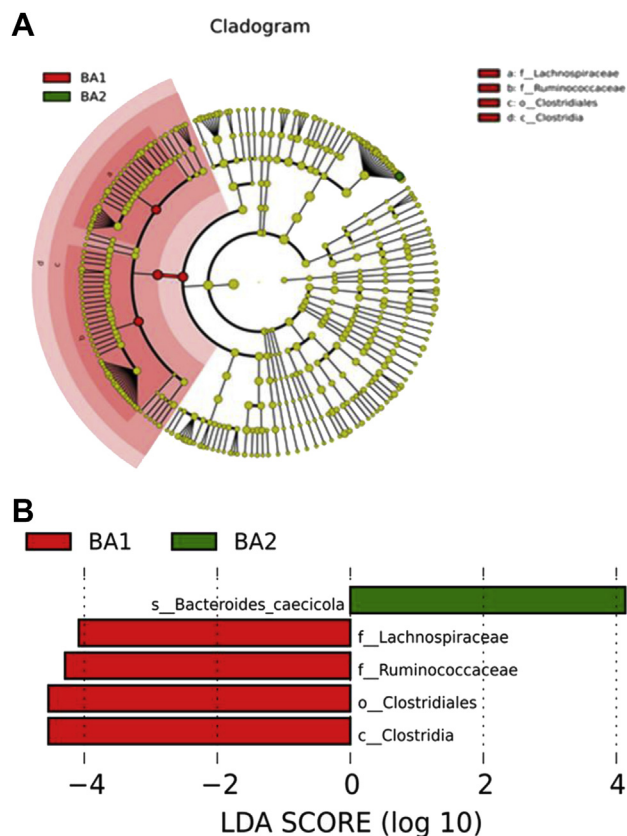 A
Cladogram
BA1
BA2
a: f__Lachnospiraceae
b: f__Ruminococcaceae
c: o__Clostridiales
d: c__Clostridia
a
d
c
b
B
BA1
BA2
s__Bacteroides_caecicola
f__Lachnospiraceae
f__Ruminococcaceae
o__Clostridiales
c__Clostridia
−4 −2 0 2 4
LDA SCORE (log 10)